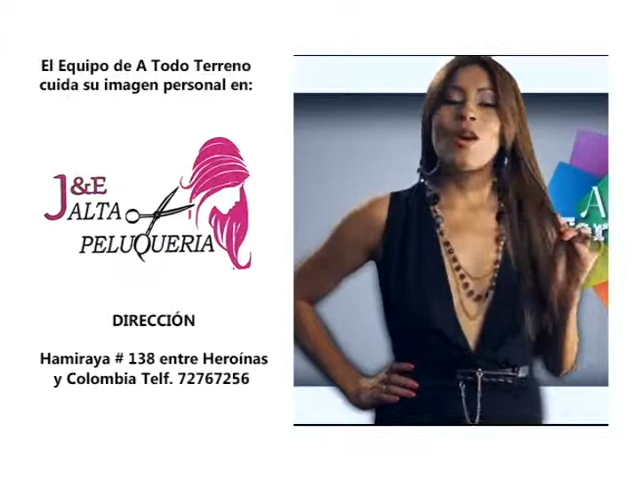 El Equipo de A Todo Terreno
cuida su imagen personal en:
J&E
ALTA
PELUQUERIA
DIRECCIÓN
Hamiraya # 138 entre Heroínas
y Colombia Telf. 72767256
A
Ter